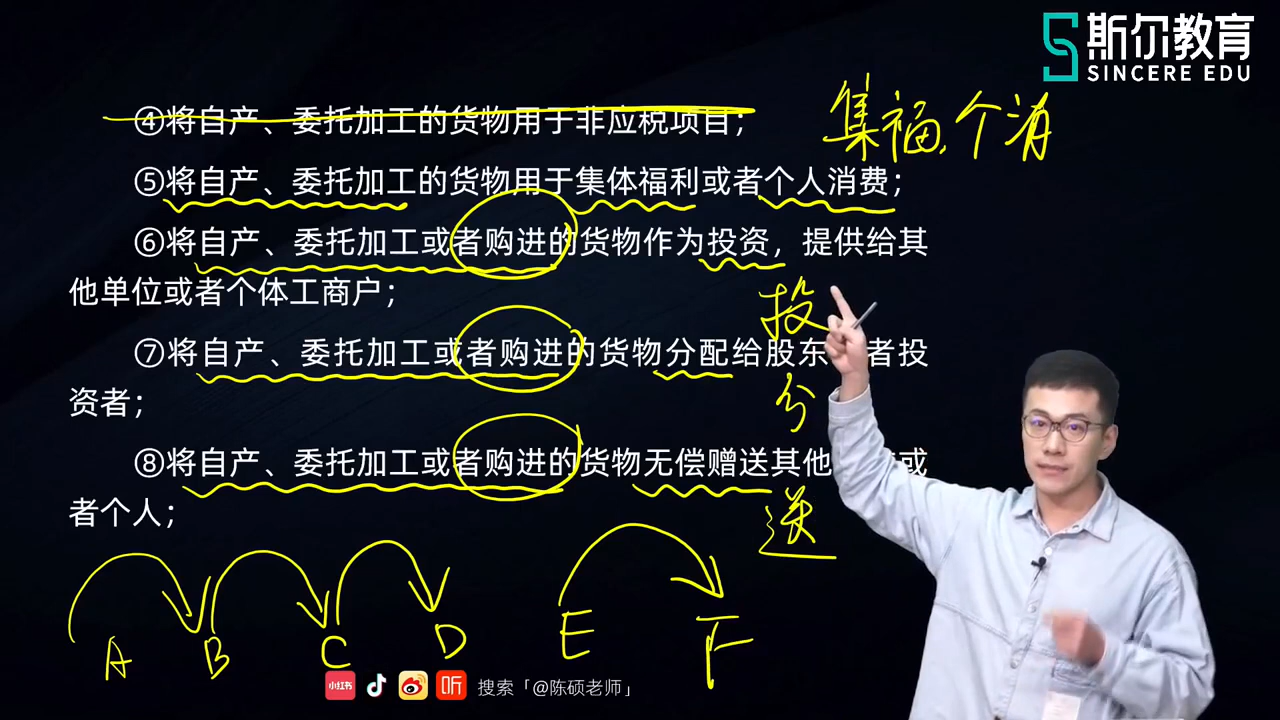 斯尔教育
SINCERE EDU
④将自产、委托加工的货物用于非应税项目；
集福、个消
⑤将自产、委托加工的货物用于集体福利或者个人消费；
⑥将自产、委托加工或者购进的货物作为投资，提供给其
他单位或者个体工商户；
投
⑦将自产、委托加工或者购进的货物分配给股东 者投
资者；
分
⑧将自产、委托加工或者购进的货物无偿赠送其他 或
者个人；
送
A B C D E F
小红书 听 搜索「@陈硕老师」